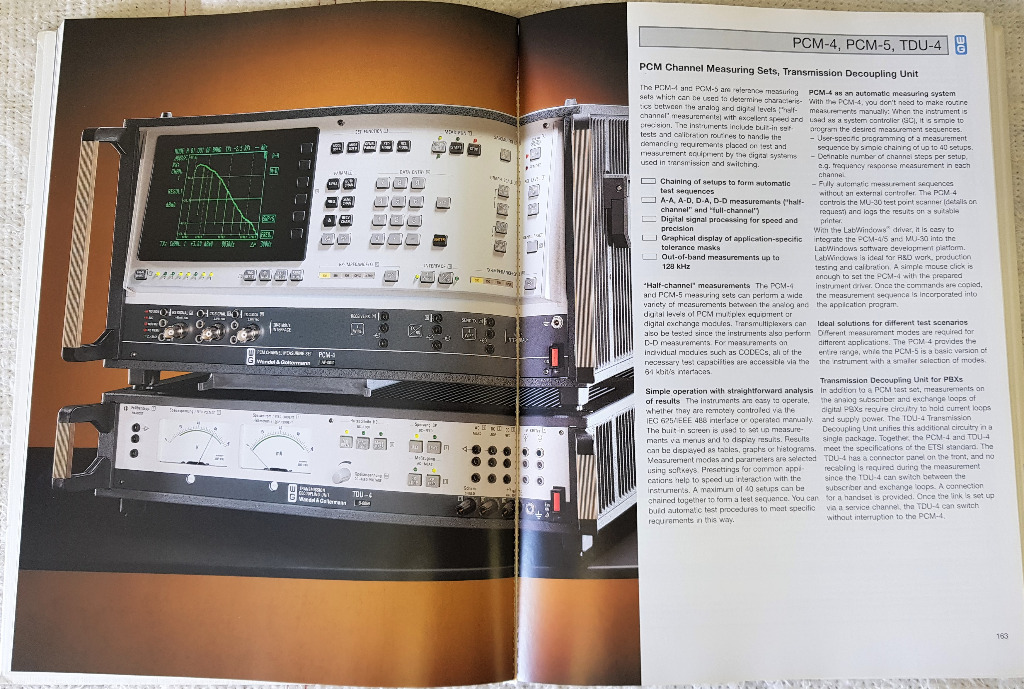 PCM-4, PCM-5, TDU-4
W
G
PCM Channel Measuring Sets, Transmission Decoupling Unit
The PCM-4 and PCM-5 are reference measuring
sets which can be used to determine characteris-
tics between the analog and digital levels ("half-
channel" measurements) with excellent speed and
precision. The instruments include built-in self-
tests and calibration routines to handle the
demanding requirements placed on test and
measurement equipment by the digital systems
used in transmission and switching.
Chaining of setups to form automatic
test sequences
A-A, A-D, D-A, D-D measurements ("half-
channel" and "full-channel")
Digital signal processing for speed and
precision
Graphical display of application-specific
tolerance masks
Out-of-band measurements up to
128 kHz
"Half-channel" measurements The PCM-4
and PCM-5 measuring sets can perform a wide
variety of measurements between the analog and
digital levels of PCM multiplex equipment or
digital exchange modules. Transmultiplexers can
also be tested since the instruments also perform
D-D measurements. For measurements on
individual modules such as CODECs, all of the
necessary test capabilities are accessible via the
64 kbit/s interfaces.
Simple operation with straightforward analysis
of results The instruments are easy to operate,
whether they are remotely controlled via the
IEC 625/IEEE 488 interface or operated manually.
The built-in screen is used to set up measure-
ments via menus and to display results. Results
can be displayed as tables, graphs or histograms.
Measurement modes and parameters are selected
using softkeys. Presettings for common appli-
cations help to speed up interaction with the
instruments. A maximum of 40 setups can be
chained together to form a test sequence. You can
build automatic test procedures to meet specific
requirements in this way.
PCM-4 as an automatic measuring system
With the PCM-4, you don't need to make routine
measurements manually: When the instrument is
used as a system controller (SC), it is simple to
program the desired measurement sequences.
– User-specific programming of a measurement
sequence by simple chaining of up to 40 setups.
– Definable number of channel steps per setup,
e.g. frequency response measurement in each
channel.
– Fully automatic measurement sequences
without an external controller. The PCM-4
controls the MU-30 test point scanner (details on
request) and logs the results on a suitable
printer.
With the LabWindows® driver, it is easy to
integrate the PCM-4/5 and MU-30 into the
LabWindows software development platform.
LabWindows is ideal for R&D work, production
testing and calibration. A simple mouse click is
enough to set the PCM-4 with the prepared
instrument driver. Once the commands are copied,
the measurement sequence is incorporated into
the application program.
Ideal solutions for different test scenarios
Different measurement modes are required for
different applications. The PCM-4 provides the
entire range, while the PCM-5 is a basic version of
the instrument with a smaller selection of modes.
Transmission Decoupling Unit for PBXs
In addition to a PCM test set, measurements on
the analog subscriber and exchange loops of
digital PBXs require circuitry to hold current loops
and supply power. The TDU-4 Transmission
Decoupling Unit unifies this additional circuitry in a
single package. Together, the PCM-4 and TDU-4
meet the specifications of the ETSI standard. The
TDU-4 has a connector panel on the front, and no
recabling is required during the measurement
since the TDU-4 can switch between the
subscriber and exchange loops. A connection
for a handset is provided. Once the link is set up
via a service channel, the TDU-4 can switch
without interruption to the PCM-4.
163
PCM CHANNEL MEASURING SET PCM-4
Wandel & Goltermann
TRANSMISSION
DECOUPLING UNIT TDU-4
Wandel & Goltermann